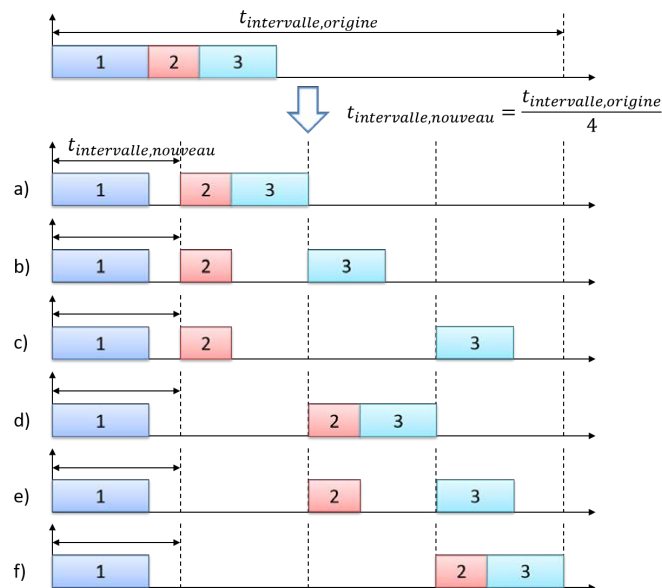 t_intervalle,origine
1 2 3
t_intervalle,nouveau = t_intervalle,origine / 4
t_intervalle,nouveau
a) 1 2 3
b) 1 2 3
c) 1 2 3
d) 1 2 3
e) 1 2 3
f) 1 2 3